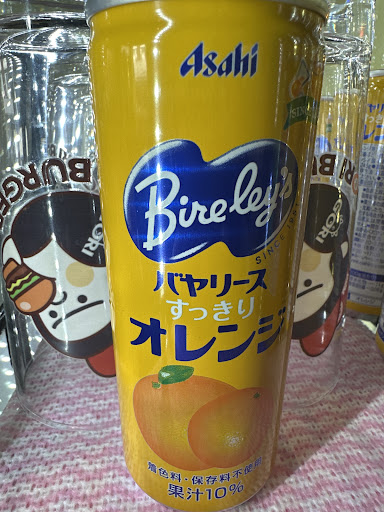 Asahi
Bireley's
SINCE
バヤリース
すっきり
オレンジ
着色料・保存料不使用
果汁10%
BURGER
TORI